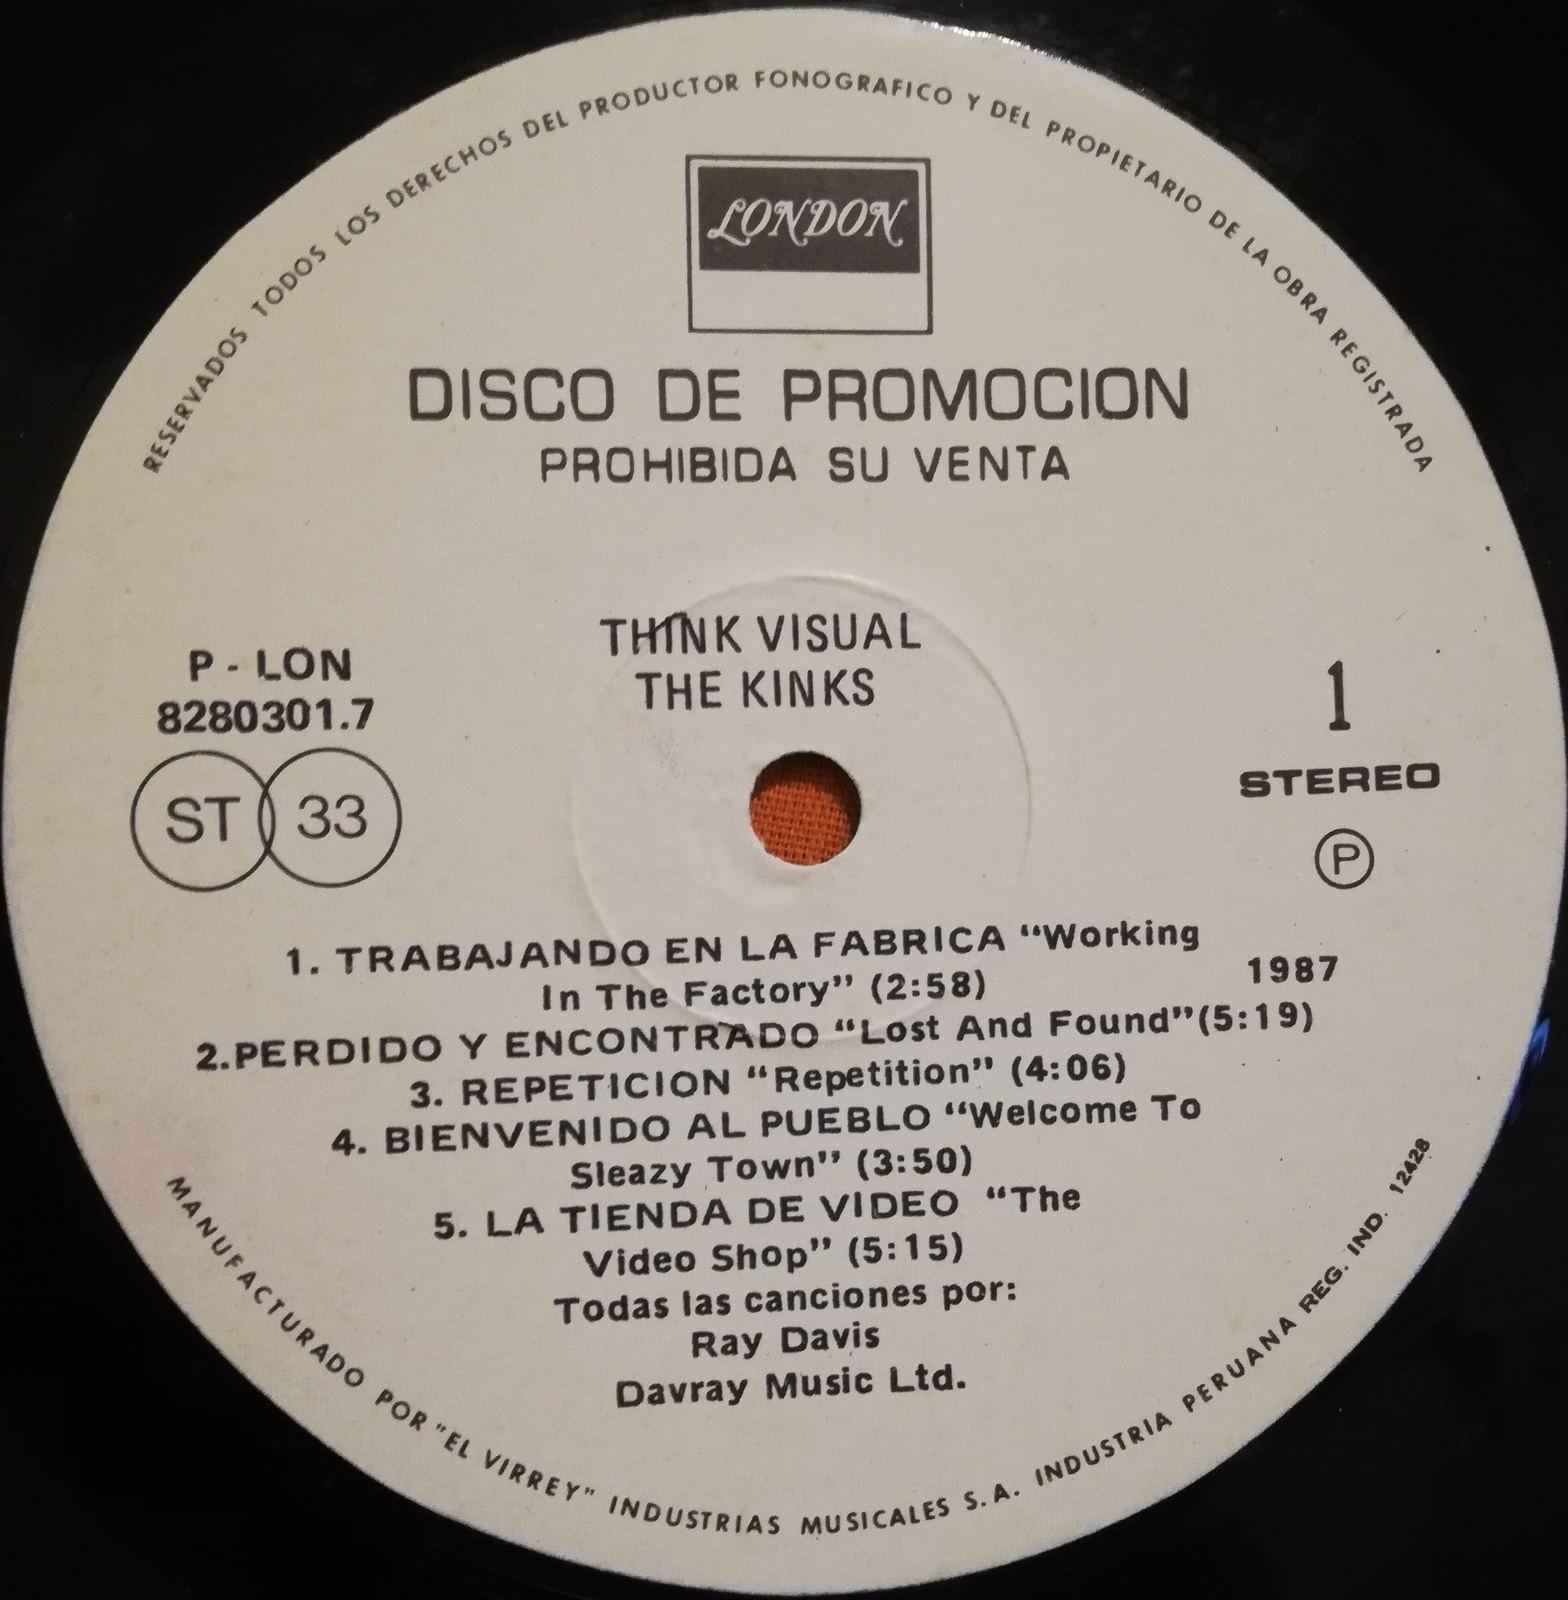 RESERVADOS TODOS LOS DERECHOS DEL PRODUCTOR FONOGRAFICO Y DEL PROPIETARIO DE LA OBRA REGISTRADA
LONDON
DISCO DE PROMOCION
PROHIBIDA SU VENTA
THINK VISUAL
THE KINKS
P - LON
8280301.7
ST 33
1
STEREO
Ⓟ
1987
1. TRABAJANDO EN LA FABRICA "Working
In The Factory" (2:58)
2.PERDIDO Y ENCONTRADO "Lost And Found"(5:19)
3. REPETICION "Repetition" (4:06)
4. BIENVENIDO AL PUEBLO "Welcome To
Sleazy Town" (3:50)
5. LA TIENDA DE VIDEO "The
Video Shop" (5:15)
Todas las canciones por:
Ray Davis
Davray Music Ltd.
MANUFACTURADO POR "EL VIRREY" INDUSTRIAS MUSICALES S.A. INDUSTRIA PERUANA REG. IND. 12428